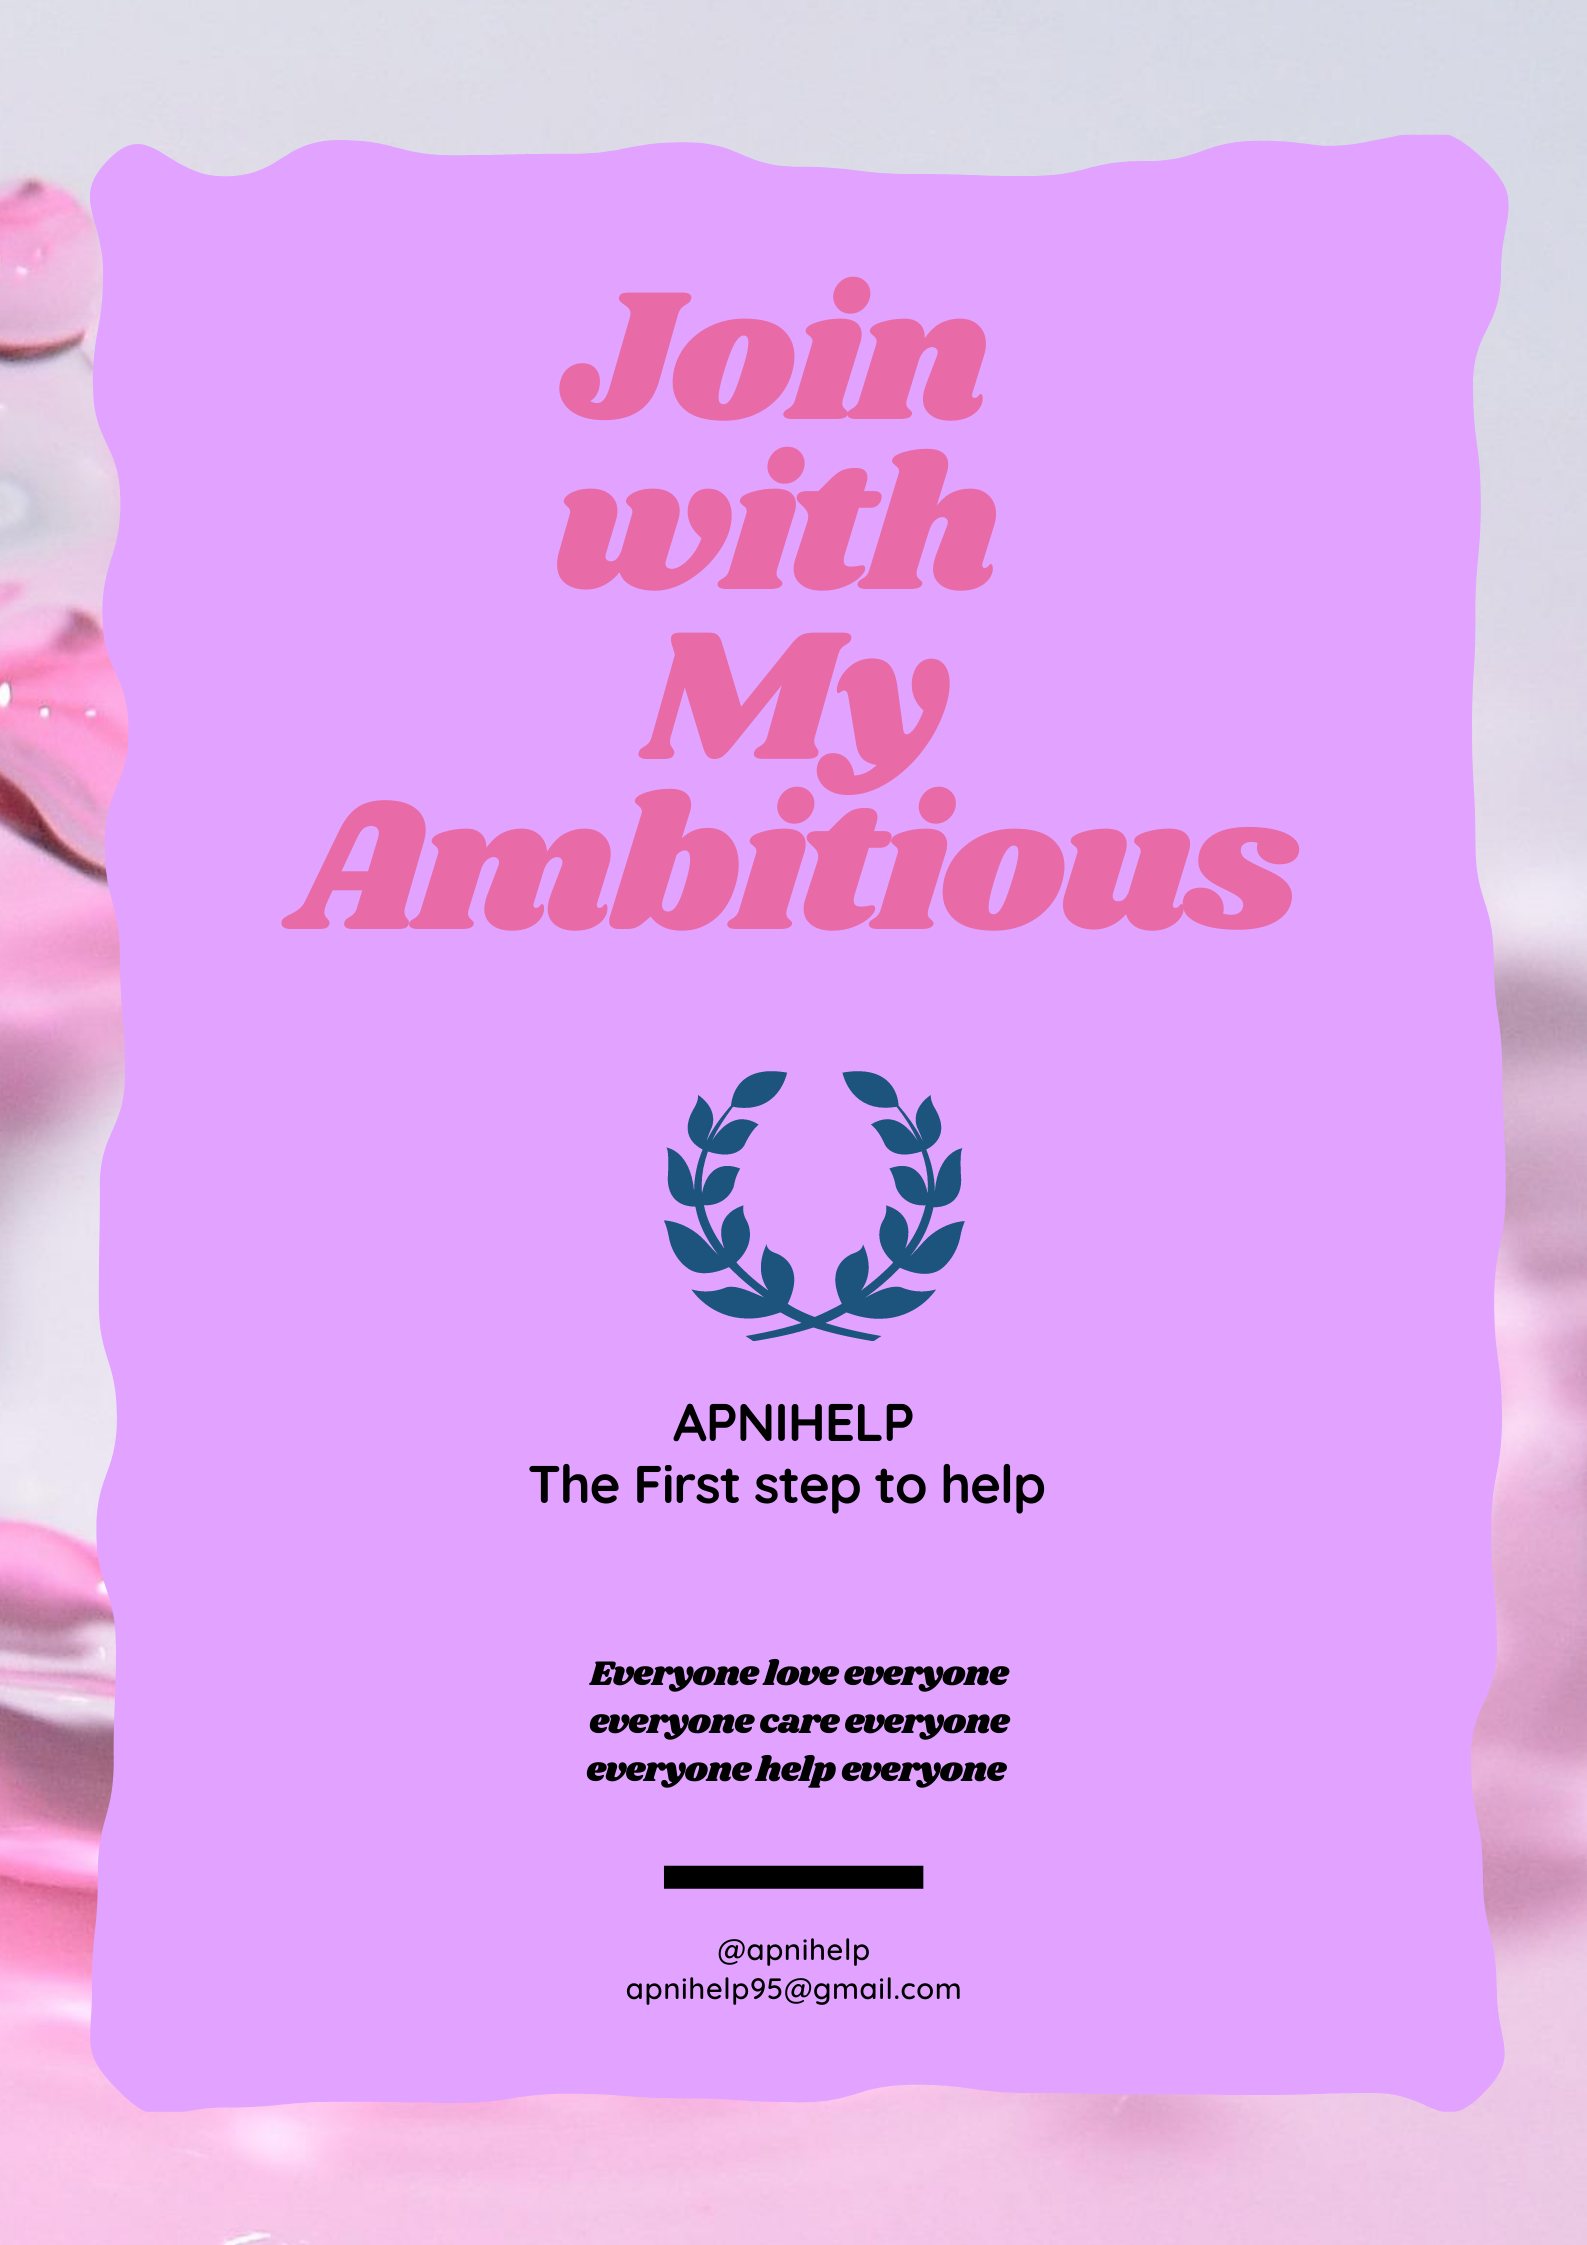 Join
with
My
Ambitious
APNIHELP
The First step to help
Everyone love everyone
everyone care everyone
everyone help everyone
@apnihelp
apnihelp95@gmail.com